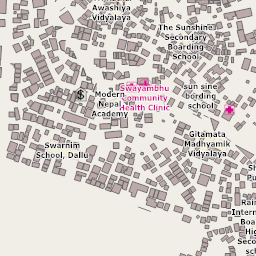 Awashiya
Vidyalaya
The Sunshine
Secondary
Boarding
School
Swayambhu
Community
Health Clinic
sun sine
bording
school
Modern
Nepal
Academy
$
Gitamata
Madhyamik
Vidyalaya
Swarnim
School, Dallu